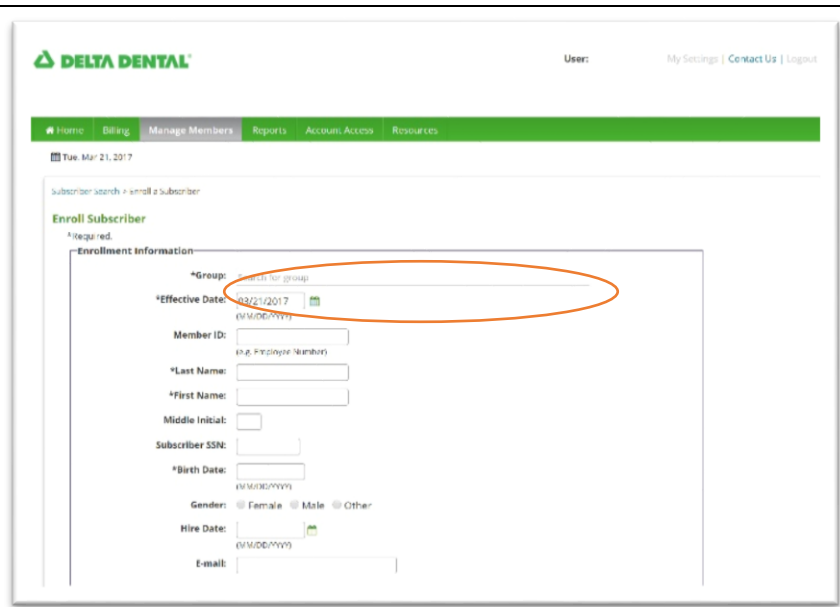 DELTA DENTAL
User:
My Settings | Contact Us | Logout
Home Billing Manage Members Reports Account Access Resources
Tue. Mar 21, 2017
Subscriber Search > Enroll a Subscriber
Enroll Subscriber
*Required.
Enrollment Information
*Group: Search for group
*Effective Date: 03/21/2017
(MM/DD/YYYY)
Member ID:
(e.g. Employee Number)
*Last Name:
*First Name:
Middle Initial:
Subscriber SSN:
*Birth Date:
(MM/DD/YYYY)
Gender: Female Male Other
Hire Date:
(MM/DD/YYYY)
E-mail: